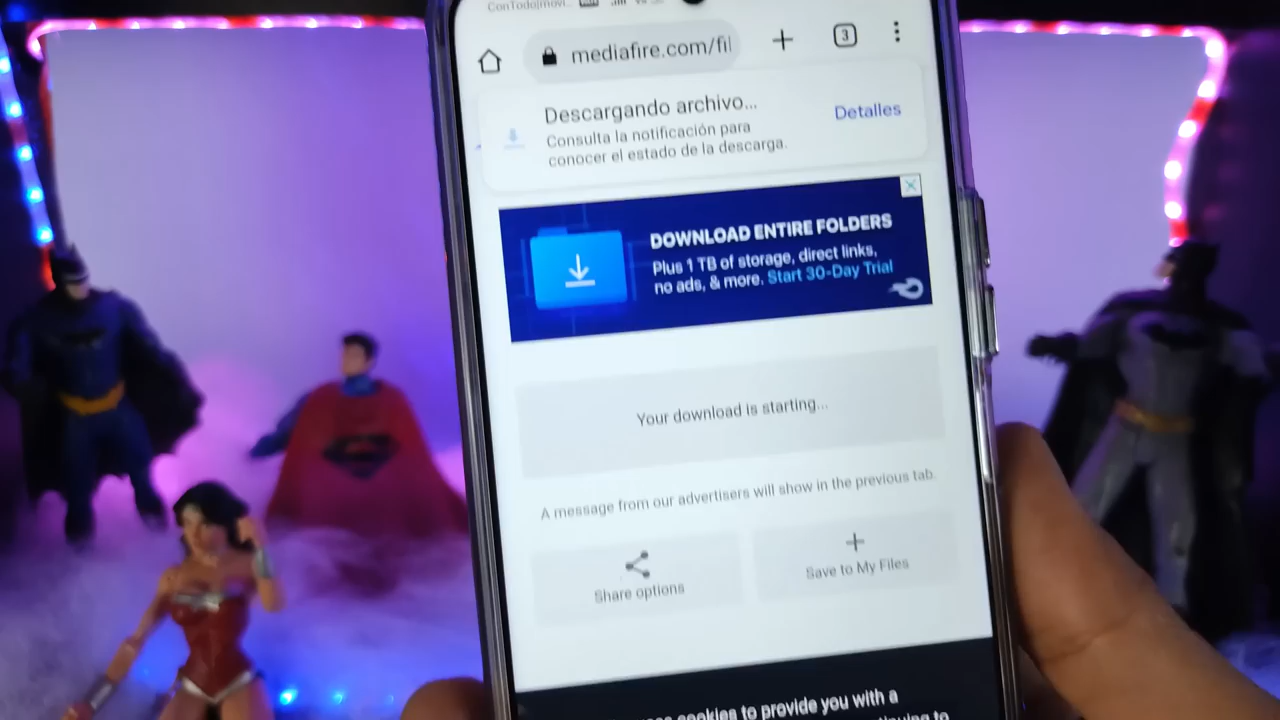 ConTodo|movi...
mediafire.com/fil
3
Descargando archivo...
Consulta la notificación para
conocer el estado de la descarga.
Detalles
DOWNLOAD ENTIRE FOLDERS
Plus 1 TB of storage, direct links,
no ads, & more. Start 30-Day Trial
Your download is starting...
A message from our advertisers will show in the previous tab.
Share options
Save to My Files
cookies to provide you with a
to